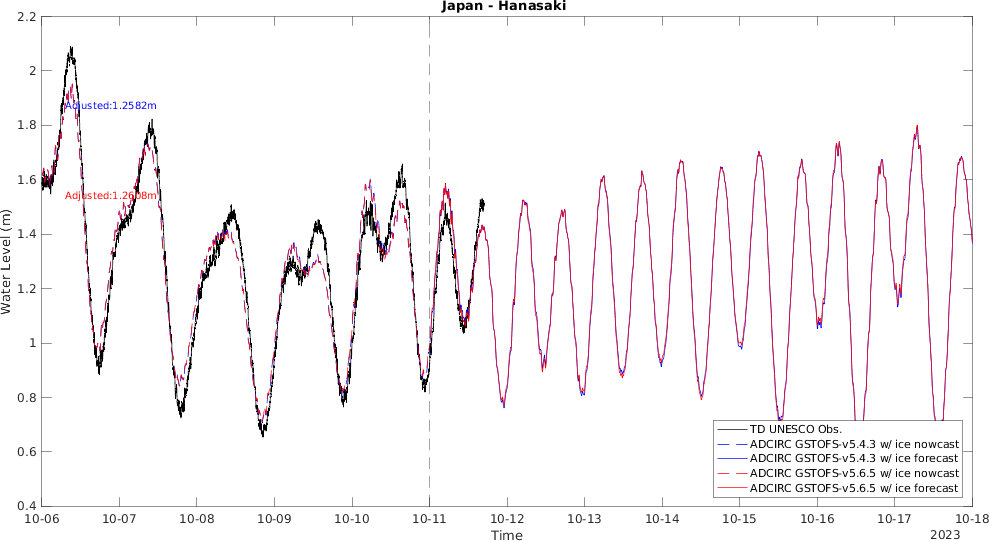 Japan - Hanasaki
2.2
2
1.8
1.6
1.4
1.2
1
0.8
0.6
0.4
Water Level (m)
Adjusted:1.2582m
Adjusted:1.2608m
TD UNESCO Obs.
ADCIRC GSTOFS-v5.4.3 w/ ice nowcast
ADCIRC GSTOFS-v5.4.3 w/ ice forecast
ADCIRC GSTOFS-v5.6.5 w/ ice nowcast
ADCIRC GSTOFS-v5.6.5 w/ ice forecast
10-06 10-07 10-08 10-09 10-10 10-11 10-12 10-13 10-14 10-15 10-16 10-17 10-18
Time
2023